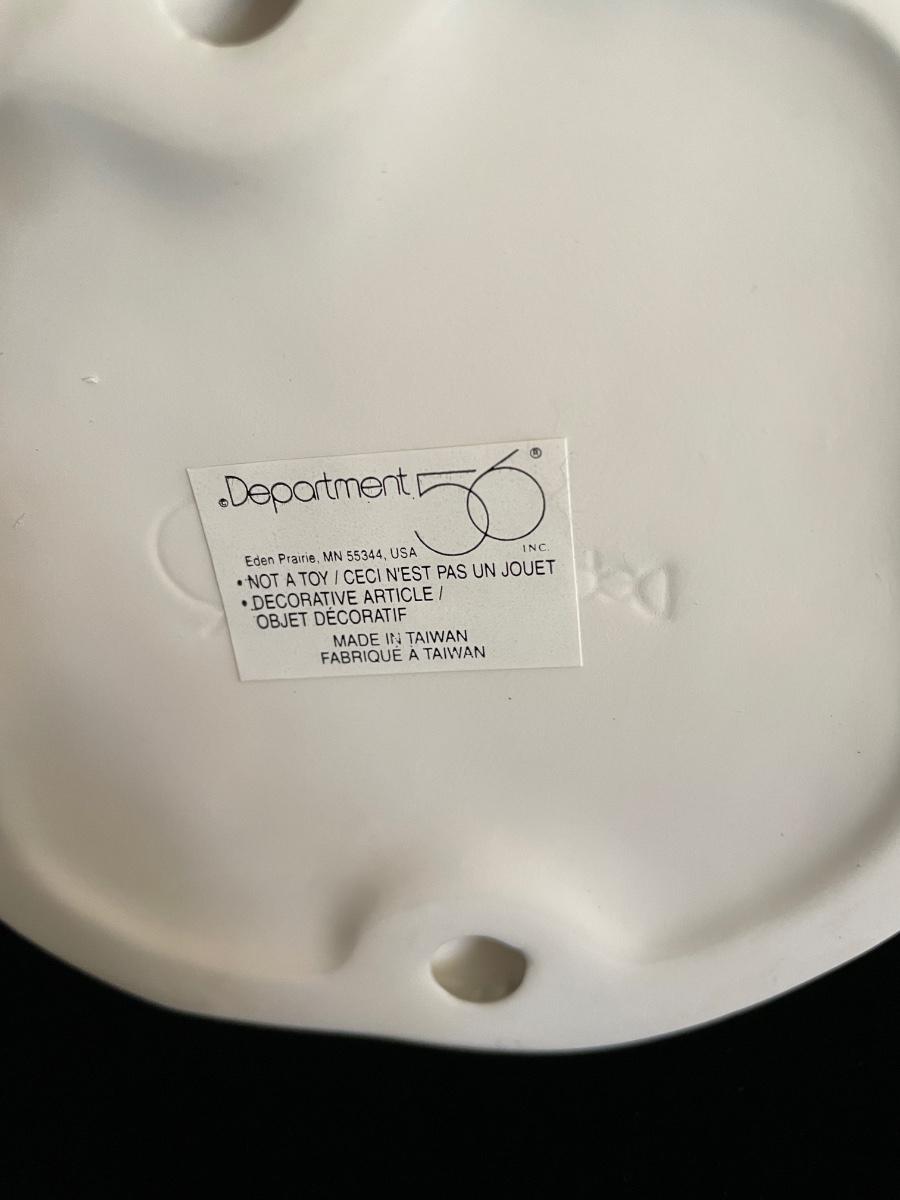 ©Department 56®
INC.
Eden Prairie, MN 55344, USA
• NOT A TOY / CECI N'EST PAS UN JOUET
• DECORATIVE ARTICLE /
OBJET DÉCORATIF
MADE IN TAIWAN
FABRIQUÉ À TAIWAN